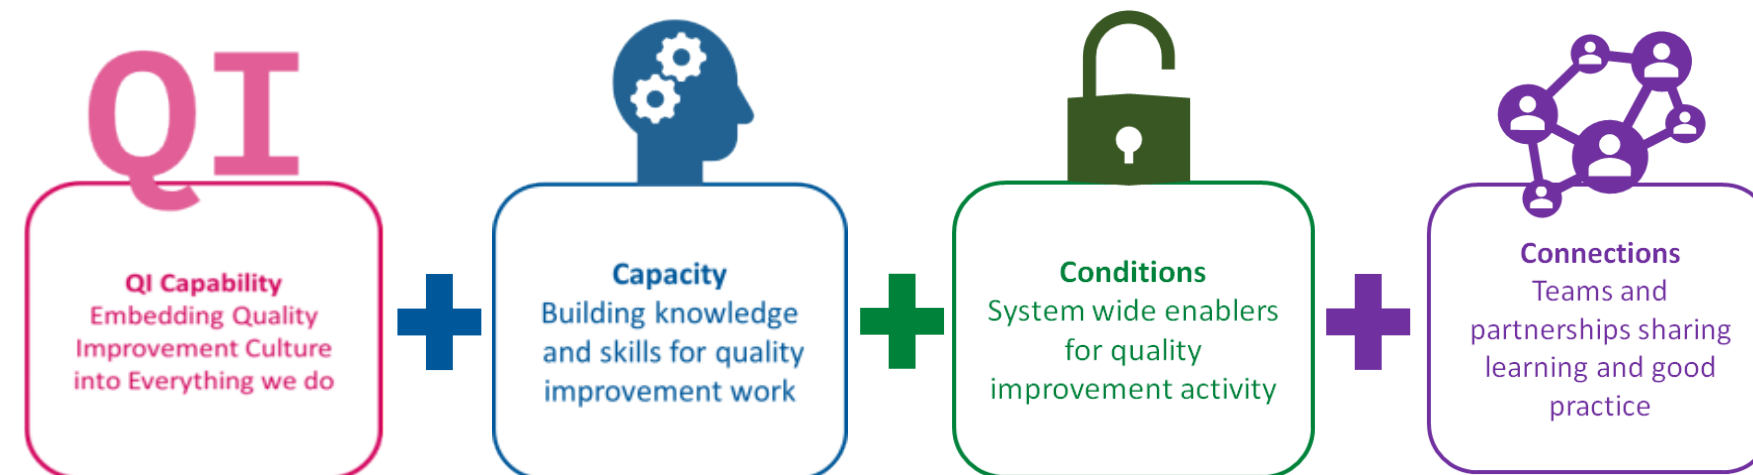 QI
QI Capability
Embedding Quality
Improvement Culture
into Everything we do
Capacity
Building knowledge
and skills for quality
improvement work
Conditions
System wide enablers
for quality
improvement activity
Connections
Teams and
partnerships sharing
learning and good
practice